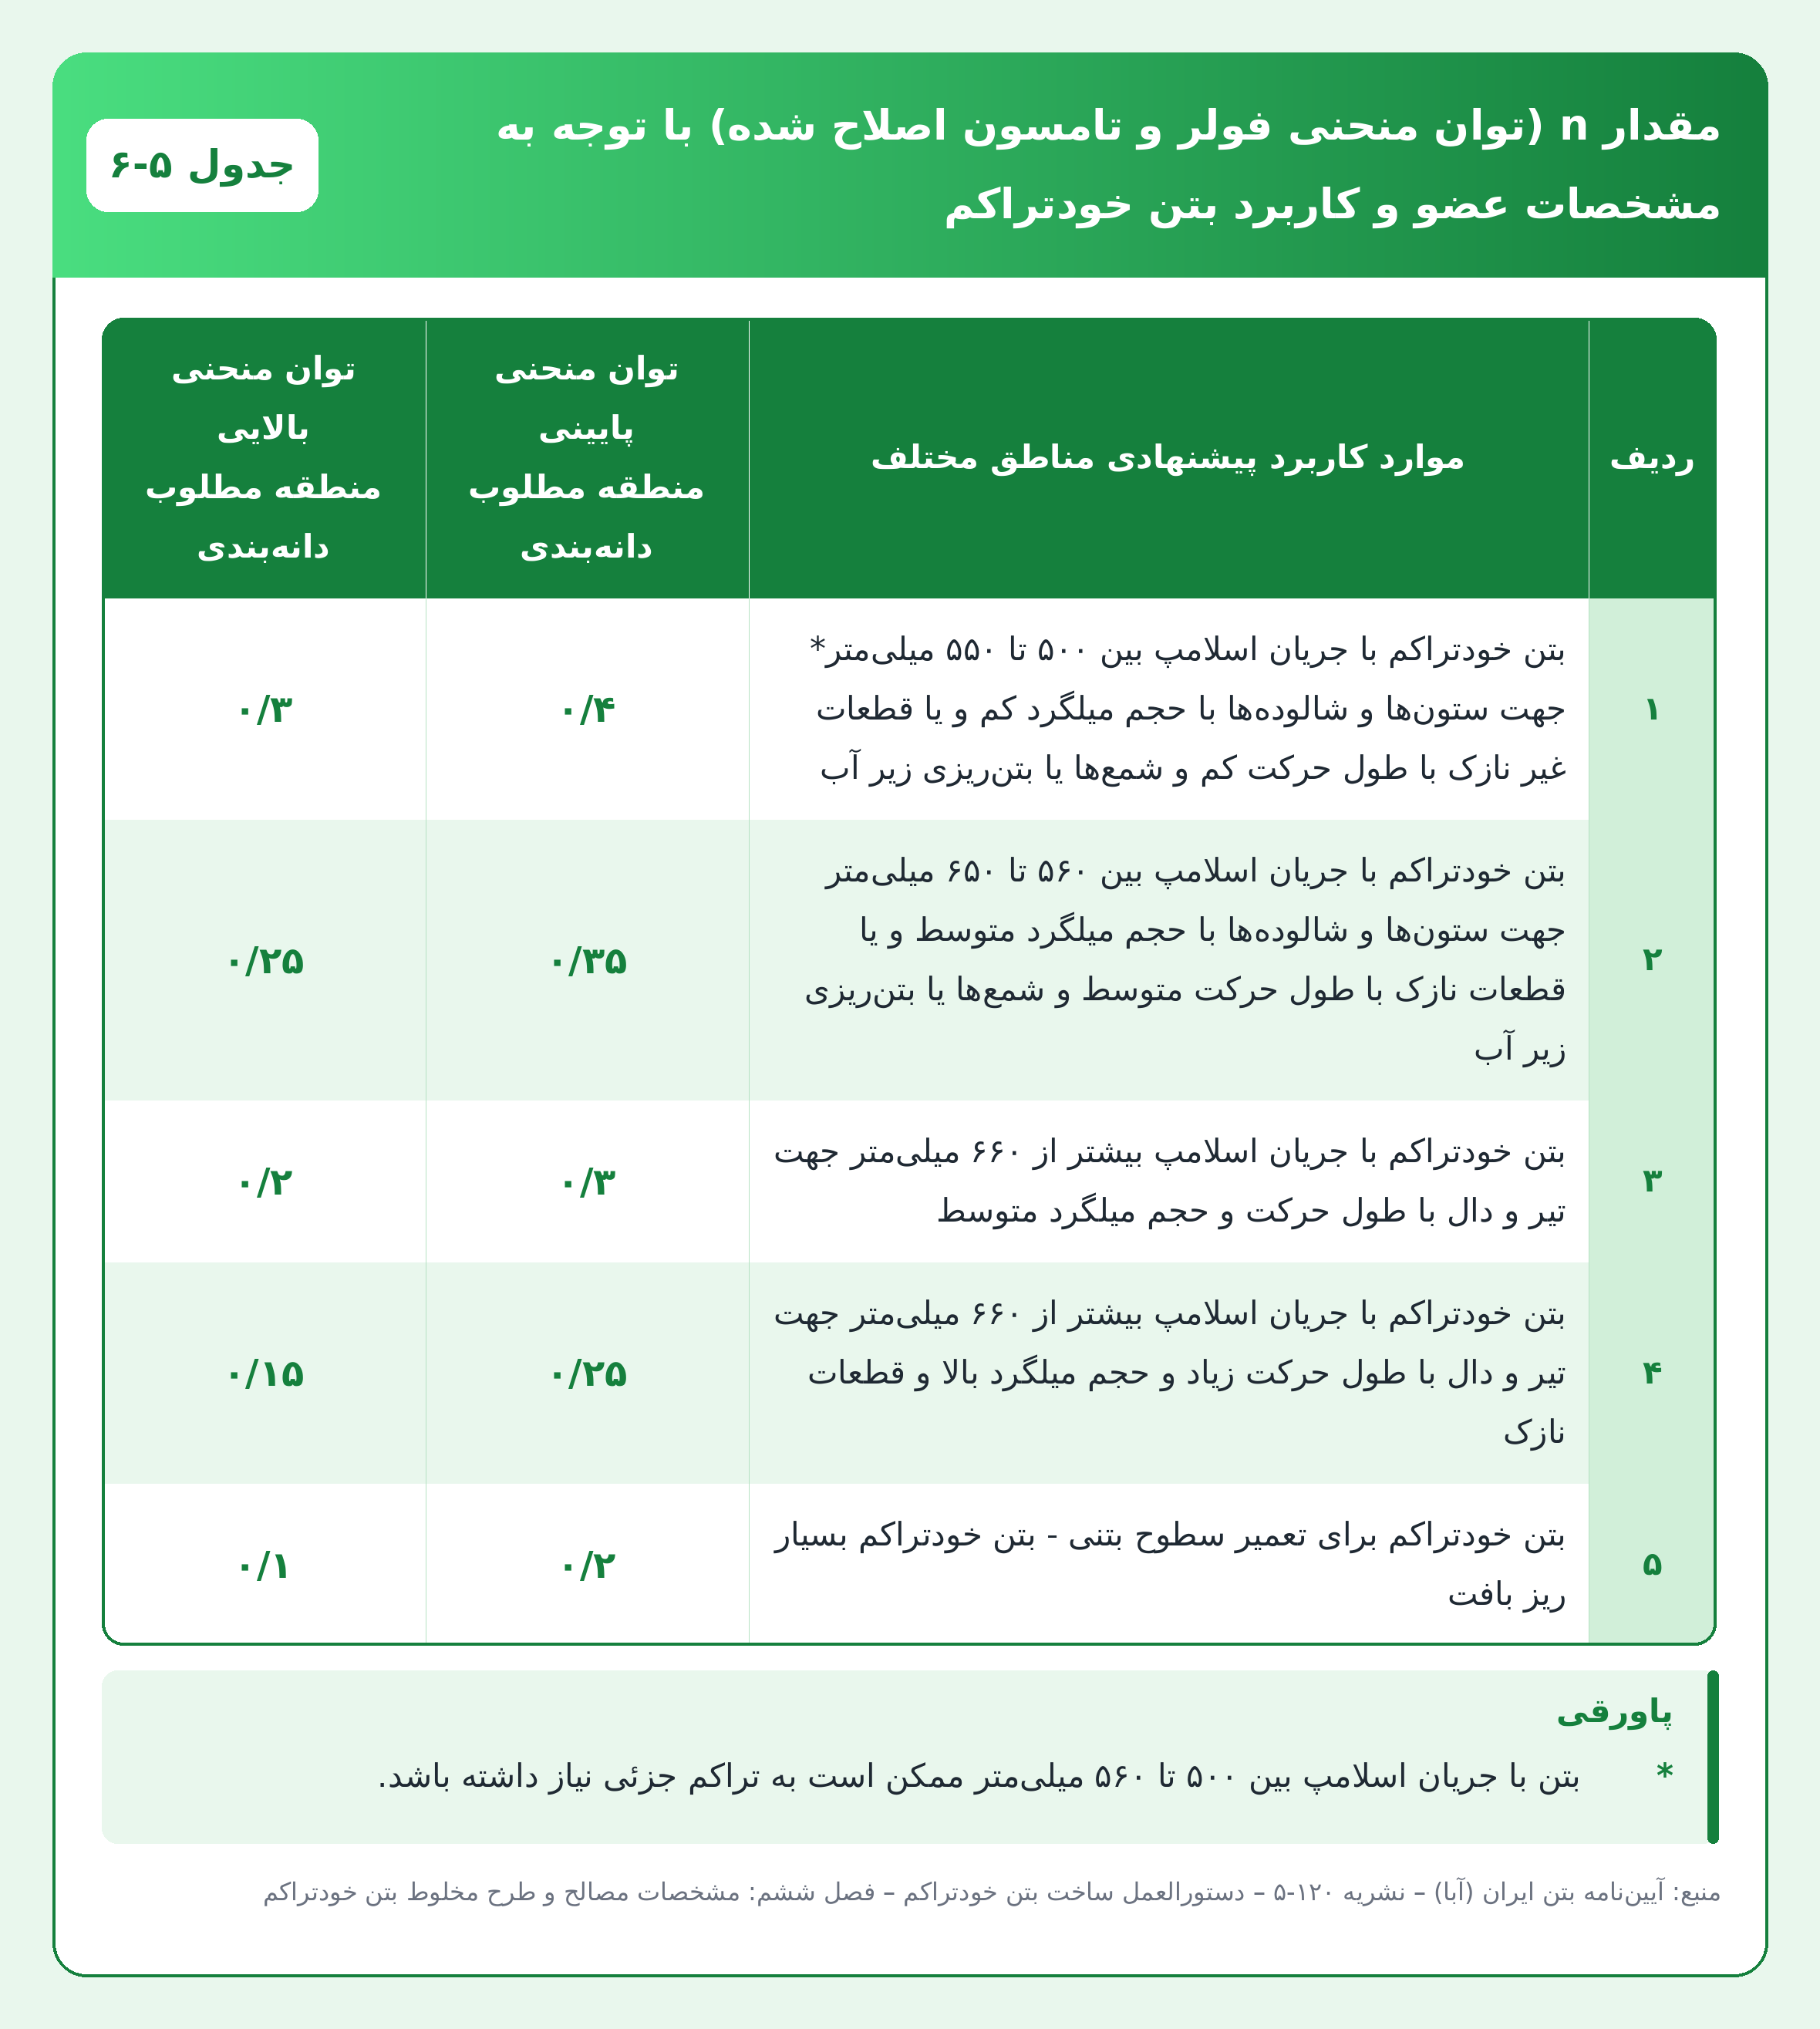 مقدار n (توان منحنی فولر و تامسون اصلاح شده) با توجه به
مشخصات عضو و کاربرد بتن خودتراکم
جدول ۵-۶
ردیف
موارد کاربرد پیشنهادی مناطق مختلف
توان منحنی
پایینی
منطقه مطلوب
دانه‌بندی
توان منحنی
بالایی
منطقه مطلوب
دانه‌بندی
۱
بتن خودتراکم با جریان اسلامپ بین ۵۰۰ تا ۵۵۰ میلی‌متر*
جهت ستون‌ها و شالوده‌ها با حجم میلگرد کم و یا قطعات
غیر نازک با طول حرکت کم و شمع‌ها یا بتن‌ریزی زیر آب
۰/۴
۰/۳
۲
بتن خودتراکم با جریان اسلامپ بین ۵۶۰ تا ۶۵۰ میلی‌متر
جهت ستون‌ها و شالوده‌ها با حجم میلگرد متوسط و یا
قطعات نازک با طول حرکت متوسط و شمع‌ها یا بتن‌ریزی
زیر آب
۰/۳۵
۰/۲۵
۳
بتن خودتراکم با جریان اسلامپ بیشتر از ۶۶۰ میلی‌متر جهت
تیر و دال با طول حرکت و حجم میلگرد متوسط
۰/۳
۰/۲
۴
بتن خودتراکم با جریان اسلامپ بیشتر از ۶۶۰ میلی‌متر جهت
تیر و دال با طول حرکت زیاد و حجم میلگرد بالا و قطعات
نازک
۰/۲۵
۰/۱۵
۵
بتن خودتراکم برای تعمیر سطوح بتنی - بتن خودتراکم بسیار
ریز بافت
۰/۲
۰/۱
پاورقی
* بتن با جریان اسلامپ بین ۵۰۰ تا ۵۶۰ میلی‌متر ممکن است به تراکم جزئی نیاز داشته باشد.
منبع: آیین‌نامه بتن ایران (آبا) – نشریه ۱۲۰-۵ – دستورالعمل ساخت بتن خودتراکم – فصل ششم: مشخصات مصالح و طرح مخلوط بتن خودتراکم